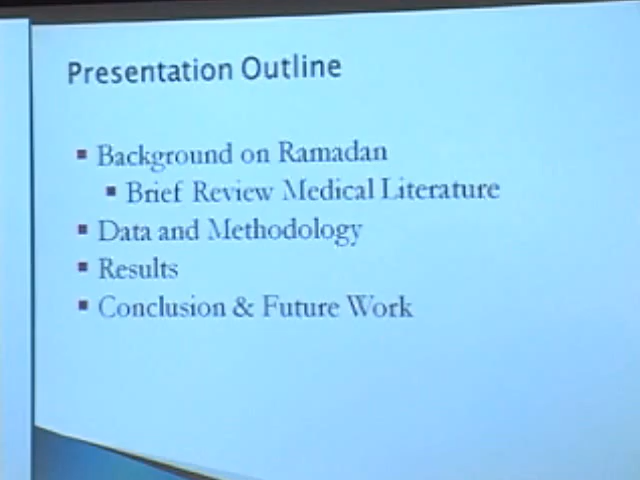 Presentation Outline
Background on Ramadan
Brief Review Medical Literature
Data and Methodology
Results
Conclusion & Future Work